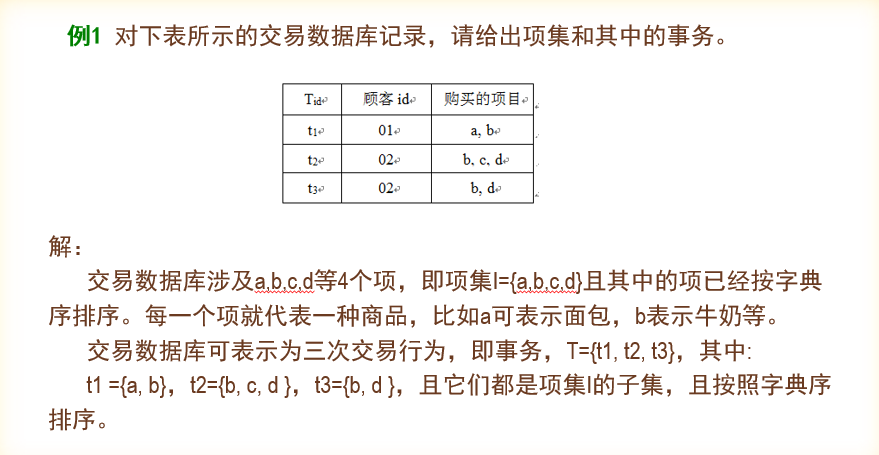 例1 对下表所示的交易数据库记录，请给出项集和其中的事务。
Tid 顾客 id 购买的项目
t1 01 a, b
t2 02 b, c, d
t3 02 b, d
解：
交易数据库涉及a,b,c,d等4个项，即项集I={a,b,c,d}且其中的项已经按字典
序排序。每一个项就代表一种商品，比如a可表示面包，b表示牛奶等。
交易数据库可表示为三次交易行为，即事务，T={t1, t2, t3}，其中:
t1 ={a, b}，t2={b, c, d }，t3={b, d }，且它们都是项集I的子集，且按照字典序
排序。